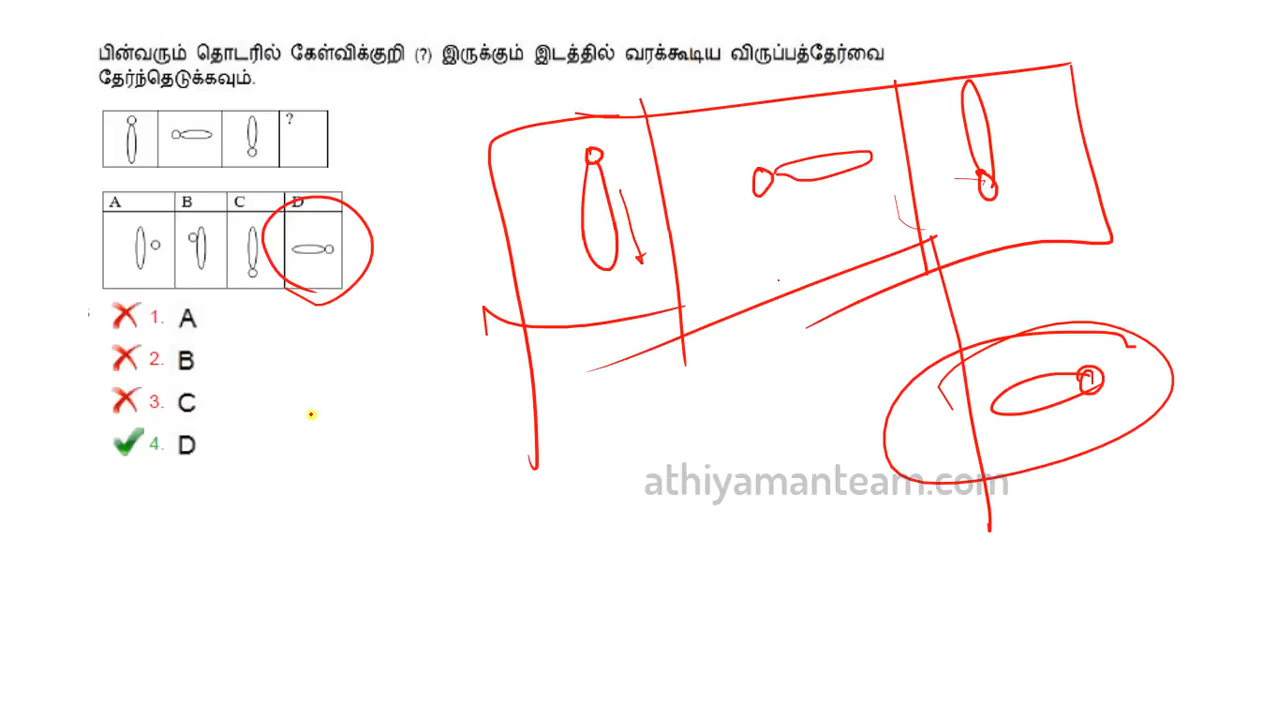 பின்வரும் தொடரில் கேள்விக்குறி (?) இருக்கும் இடத்தில் வரக்கூடிய விருப்பத்தேர்வை
தேர்ந்தெடுக்கவும்.
?
A B C D
1. A
2. B
3. C
4. D
athiyamanteam.com